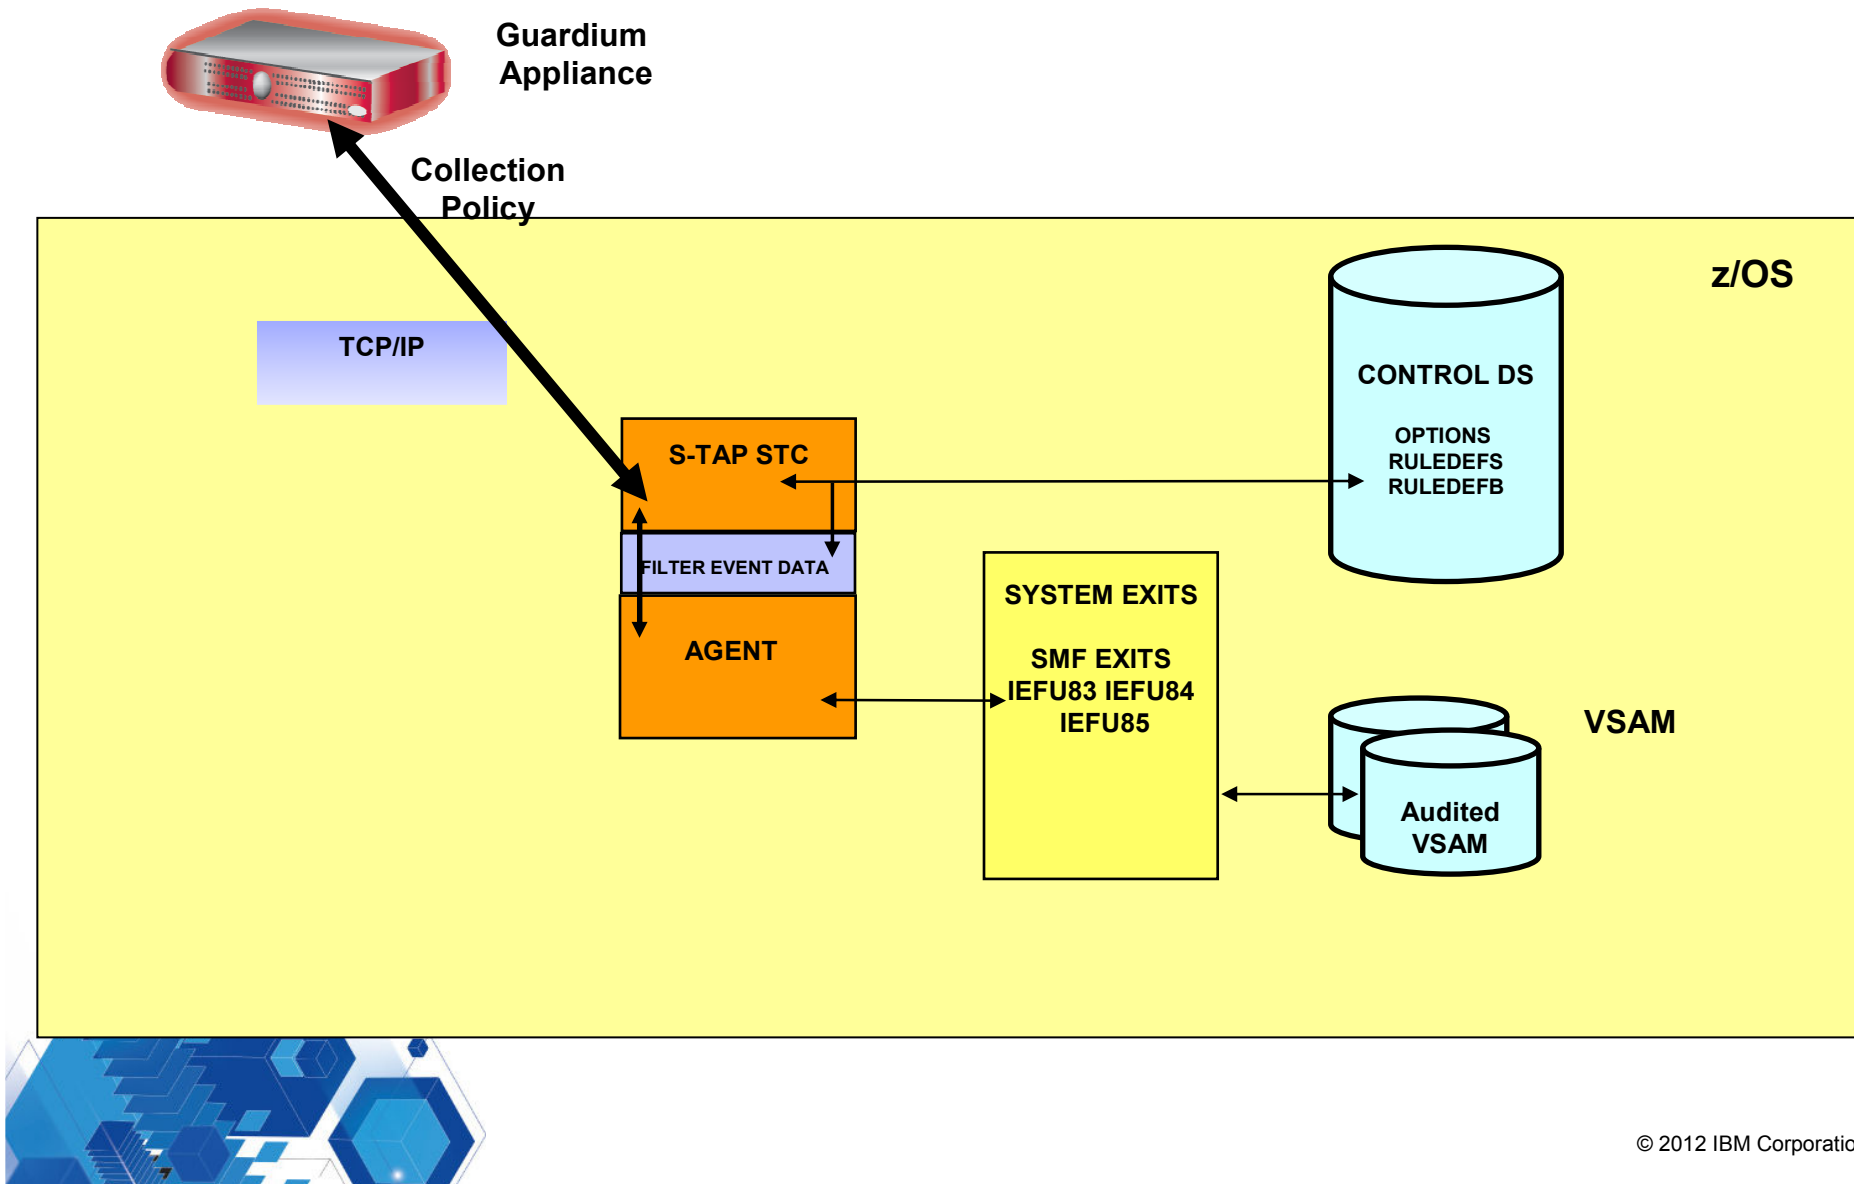 Guardium
Appliance
Collection
Policy
z/OS
TCP/IP
CONTROL DS
OPTIONS
RULEDEFS
RULEDEFB
S-TAP STC
FILTER EVENT DATA
AGENT
SYSTEM EXITS
SMF EXITS
IEFU83 IEFU84
IEFU85
VSAM
Audited
VSAM
© 2012 IBM Corporatio